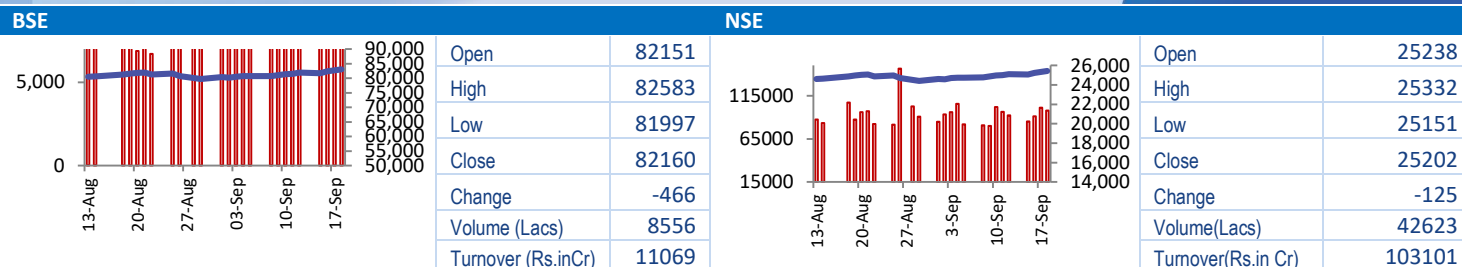 BSE
NSE
5,000
0
90,000
85,000
80,000
75,000
70,000
65,000
60,000
55,000
50,000
13-Aug
20-Aug
27-Aug
03-Sep
10-Sep
17-Sep
Open 82151
High 82583
Low 81997
Close 82160
Change -466
Volume (Lacs) 8556
Turnover (Rs.inCr) 11069
115000
65000
15000
26,000
24,000
22,000
20,000
18,000
16,000
14,000
13-Aug
20-Aug
27-Aug
3-Sep
10-Sep
17-Sep
Open 25238
High 25332
Low 25151
Close 25202
Change -125
Volume(Lacs) 42623
Turnover(Rs.in Cr) 103101